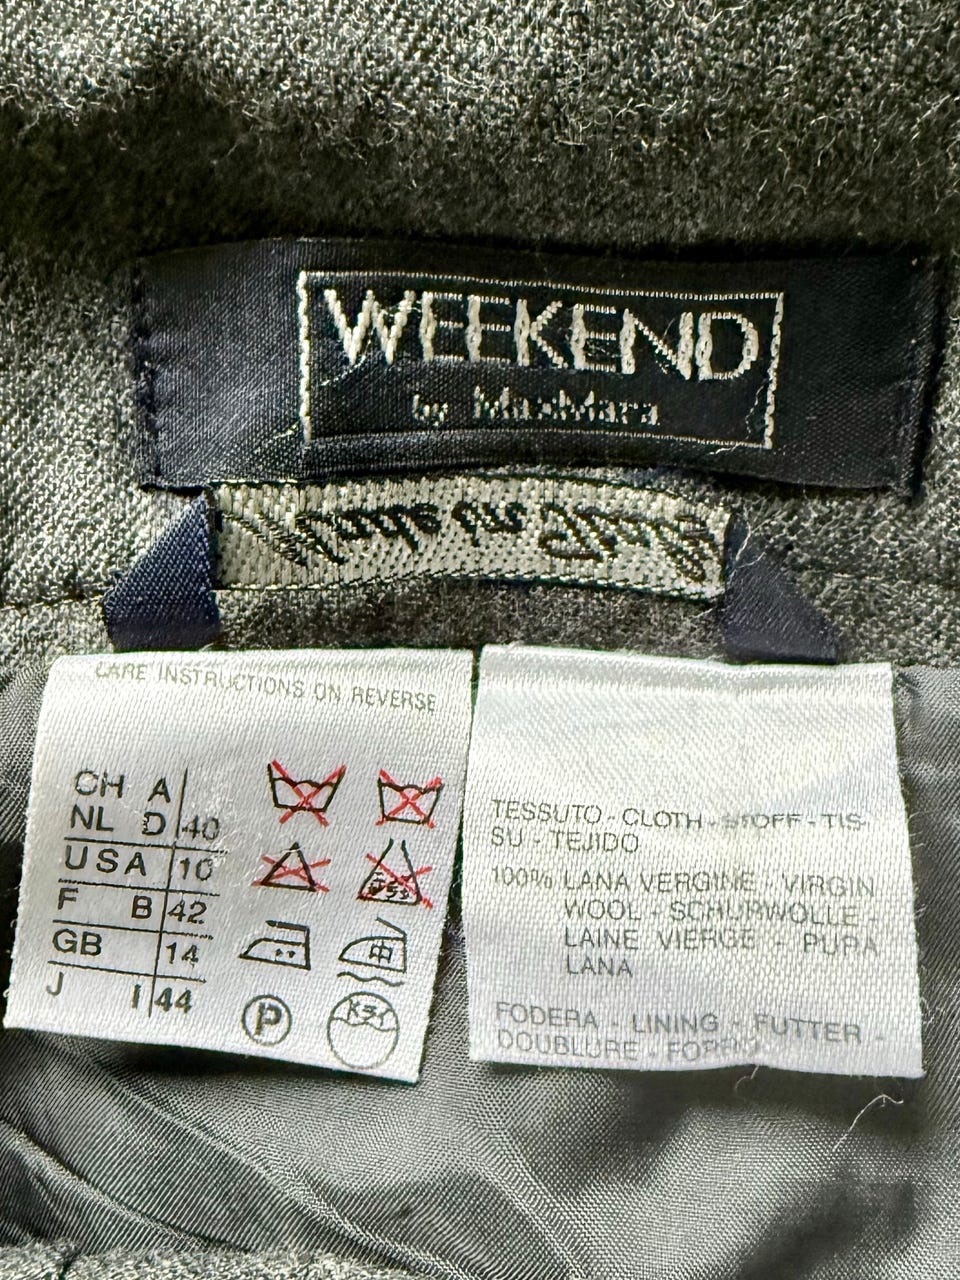 WEEKEND
by MaxMara
CARE INSTRUCTIONS ON REVERSE
CH A
NL D 40
USA 10
F B 42
GB 14
J I 44
P
TESSUTO - CLOTH - STOFF - TIS-
SU - TEJIDO
100% LANA VERGINE - VIRGIN
WOOL - SCHURWOLLE
LAINE VIERGE - PURA
LANA
FODERA - LINING - FUTTER -
DOUBLURE - FORRO